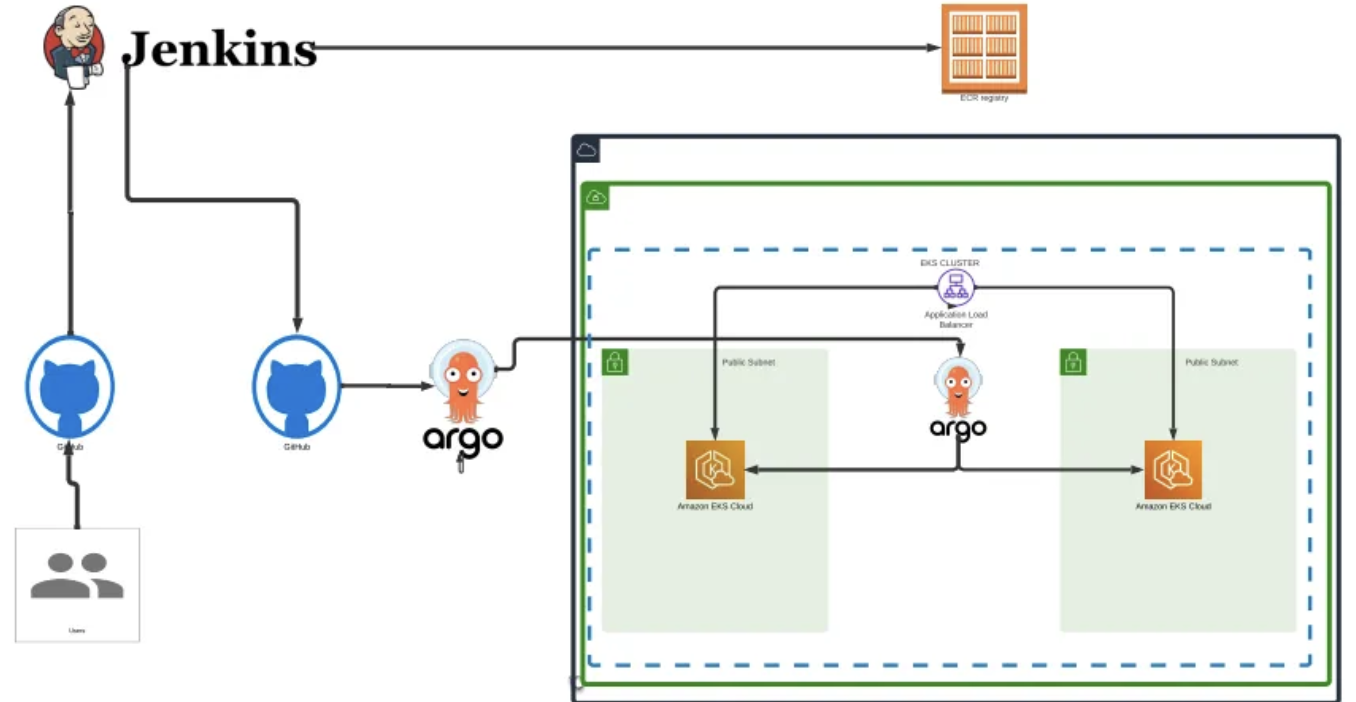 Jenkins
ECR registry
EKS CLUSTER
Application Load
Balancer
Public Subnet
Public Subnet
GitHub
GitHub
argo
argo
Amazon EKS Cloud
Amazon EKS Cloud
Users